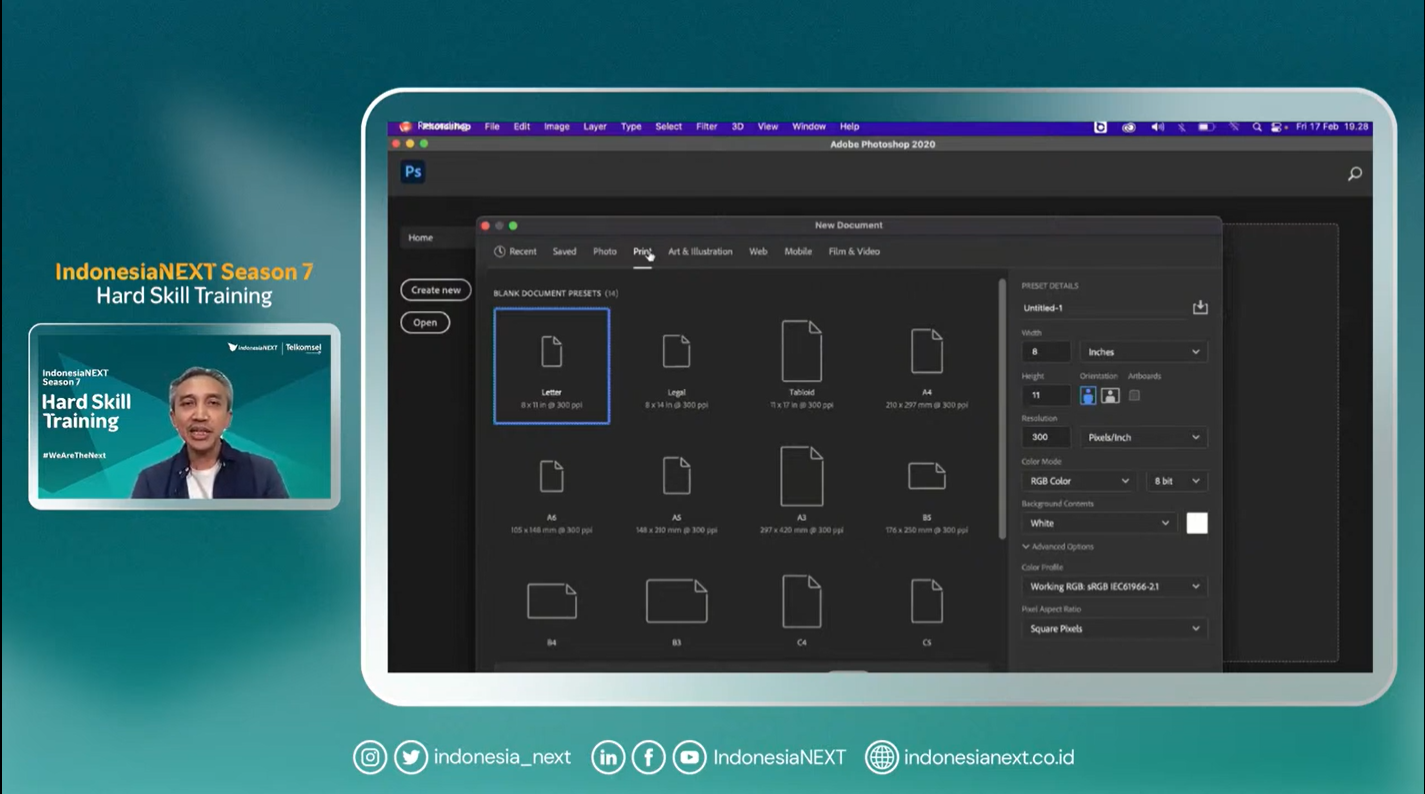 IndonesiaNEXT Season 7
Hard Skill Training
IndonesiaNEXT | Telkomsel
IndonesiaNEXT
Season 7
Hard Skill
Training
#WeAreTheNext
File Edit Image Layer Type Select Filter 3D View Window Help Fri 17 Feb 19.28
Adobe Photoshop 2020
Ps
Home
Create new
Open
New Document
Recent Saved Photo Print Art & Illustration Web Mobile Film & Video
BLANK DOCUMENT PRESETS (14)
Letter
8 x 11 in @ 300 ppi
Legal
8 x 14 in @ 300 ppi
Tabloid
11 x 17 in @ 300 ppi
A4
210 x 297 mm @ 300 ppi
A6
105 x 148 mm @ 300 ppi
A5
148 x 210 mm @ 300 ppi
A3
297 x 420 mm @ 300 ppi
B5
176 x 250 mm @ 300 ppi
B4
B3
C4
C5
PRESET DETAILS
Untitled-1
Width
8 Inches
Height Orientation Artboards
11
Resolution
300 Pixels/Inch
Color Mode
RGB Color 8 bit
Background Contents
White
Advanced Options
Color Profile
Working RGB: sRGB IEC61966-2.1
Pixel Aspect Ratio
Square Pixels
indonesia_next IndonesiaNEXT indonesianext.co.id